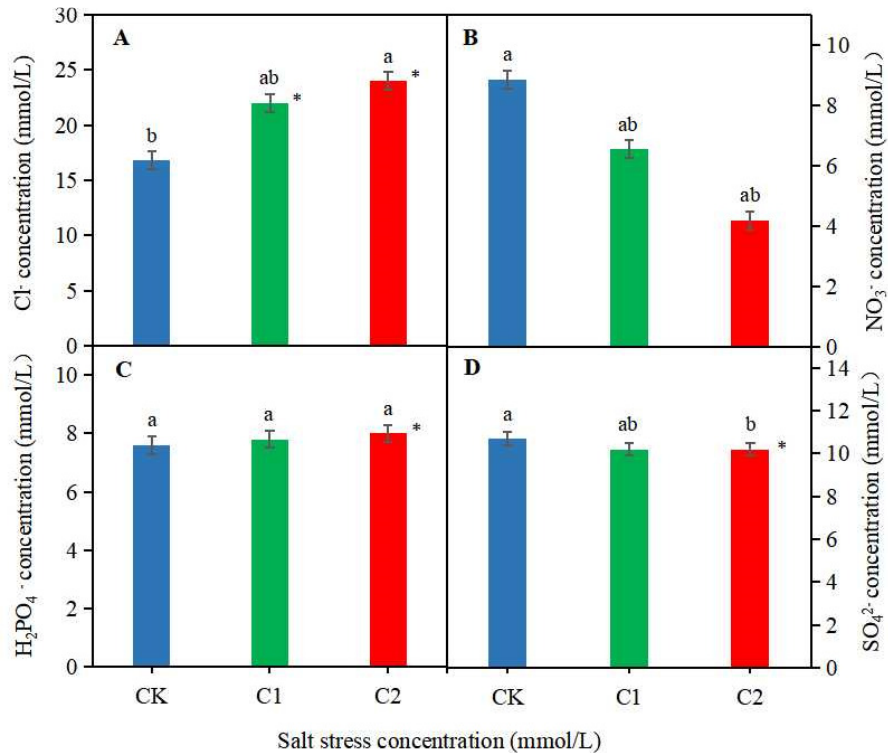 A
30
25
20
15
10
5
0
Cl- concentration (mmol/L)
b
ab
*
a
*
B
10
8
6
4
2
0
NO₃- concentration (mmol/L）
a
ab
ab
C
10
8
6
4
2
0
H₂PO₄ - concentration (mmol/L)
a
a
a
*
D
14
12
10
8
6
4
2
0
SO₄²- concentration (mmol/L）
a
ab
b
*
CK C1 C2 CK C1 C2
Salt stress concentration (mmol/L)